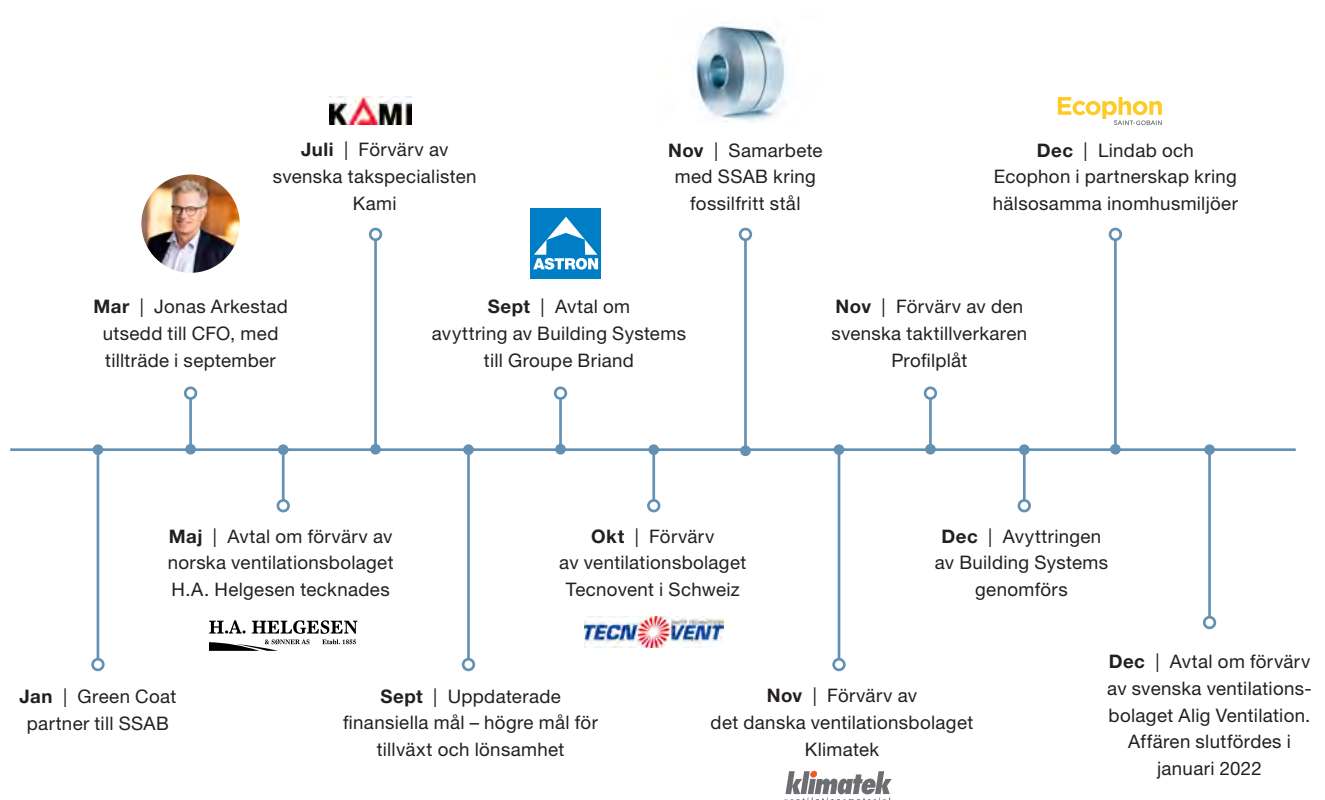 KAMI
Juli | Förvärv av
svenska takspecialisten
Kami
Nov | Samarbete
med SSAB kring
fossilfritt stål
Ecophon
SAINT-GOBAIN
Dec | Lindab och
Ecophon i partnerskap kring
hälsosamma inomhusmiljöer
Mar | Jonas Arkestad
utsedd till CFO, med
tillträde i september
ASTRON
Sept | Avtal om
avyttring av Building Systems
till Groupe Briand
Nov | Förvärv av den
svenska taktillverkaren
Profilplåt
Maj | Avtal om förvärv av
norska ventilationsbolaget
H.A. Helgesen tecknades
H.A. HELGESEN
& SØNNER AS Etabl. 1855
Okt | Förvärv
av ventilationsbolaget
Tecnovent i Schweiz
TECNOVENT
Dec | Avyttringen
av Building Systems
genomförs
Jan | Green Coat
partner till SSAB
Sept | Uppdaterade
finansiella mål – högre mål för
tillväxt och lönsamhet
Nov | Förvärv av
det danska ventilationsbolaget
Klimatek
klimatek
Dec | Avtal om förvärv
av svenska ventilations-
bolaget Alig Ventilation.
Affären slutfördes i
januari 2022